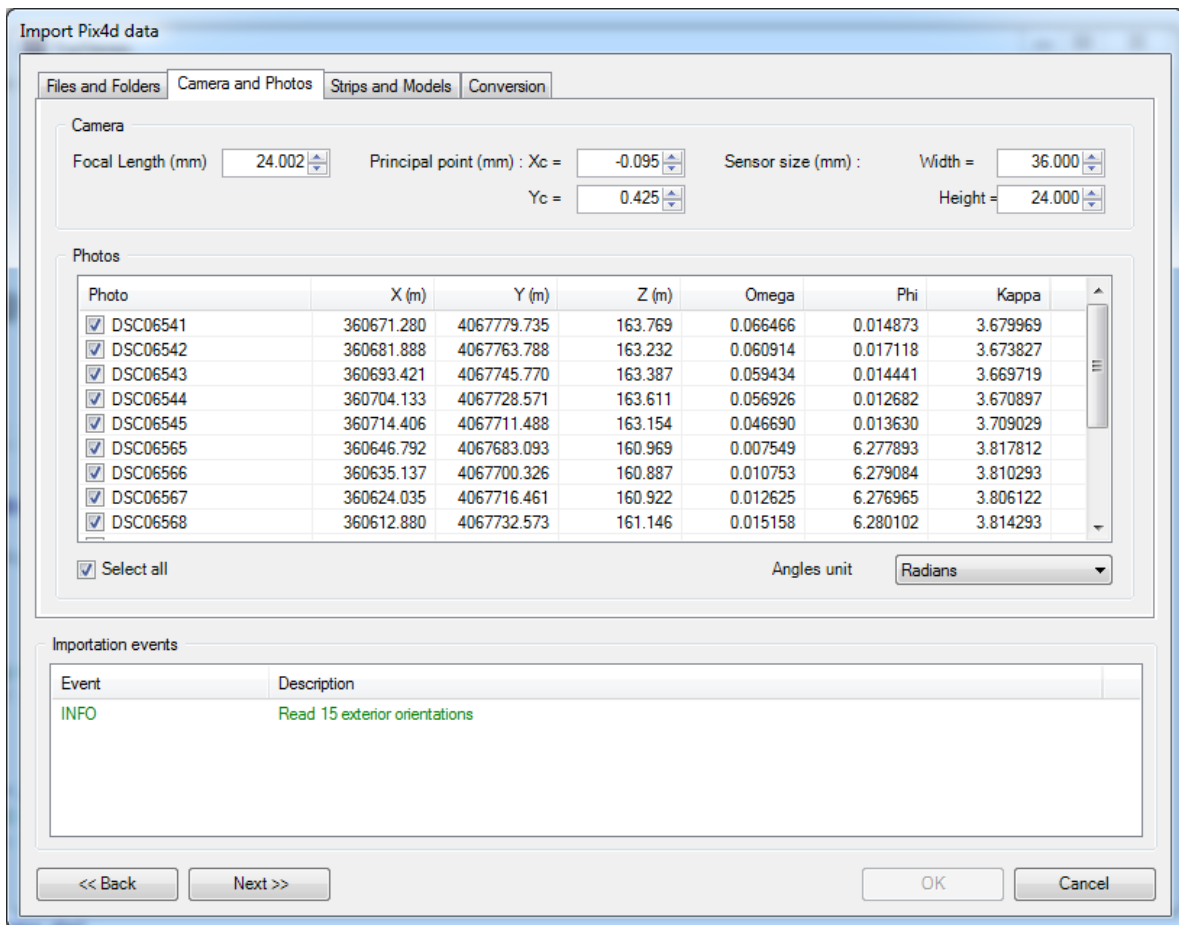 Import Pix4d data
Files and Folders Camera and Photos Strips and Models Conversion
Camera
Focal Length (mm) 24.002 Principal point (mm) : Xc = -0.095 Sensor size (mm) : Width = 36.000
Yc = 0.425 Height = 24.000
Photos
Photo X (m) Y (m) Z (m) Omega Phi Kappa
DSC06541 360671.280 4067779.735 163.769 0.066466 0.014873 3.679969
DSC06542 360681.888 4067763.788 163.232 0.060914 0.017118 3.673827
DSC06543 360693.421 4067745.770 163.387 0.059434 0.014441 3.669719
DSC06544 360704.133 4067728.571 163.611 0.056926 0.012682 3.670897
DSC06545 360714.406 4067711.488 163.154 0.046690 0.013630 3.709029
DSC06565 360646.792 4067683.093 160.969 0.007549 6.277893 3.817812
DSC06566 360635.137 4067700.326 160.887 0.010753 6.279084 3.810293
DSC06567 360624.035 4067716.461 160.922 0.012625 6.276965 3.806122
DSC06568 360612.880 4067732.573 161.146 0.015158 6.280102 3.814293
Select all Angles unit Radians
Importation events
Event Description
INFO Read 15 exterior orientations
<< Back Next >> OK Cancel